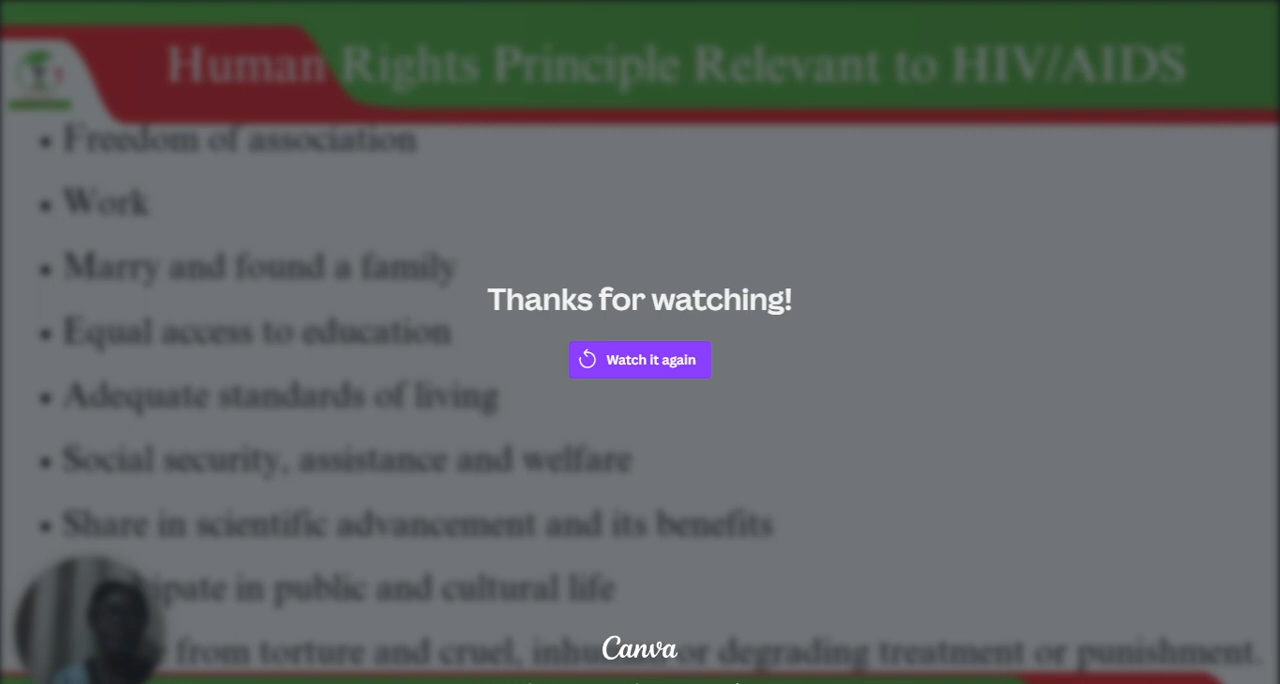 Human Rights Principle Relevant to HIV/AIDS
• Freedom of association
• Work
• Marry and found a family
Thanks for watching!
• Equal access to education
Watch it again
• Adequate standards of living
• Social security, assistance and welfare
• Share in scientific advancement and its benefits
in public and cultural life
Canva
from torture and cruel, or degrading treatment or punishment.